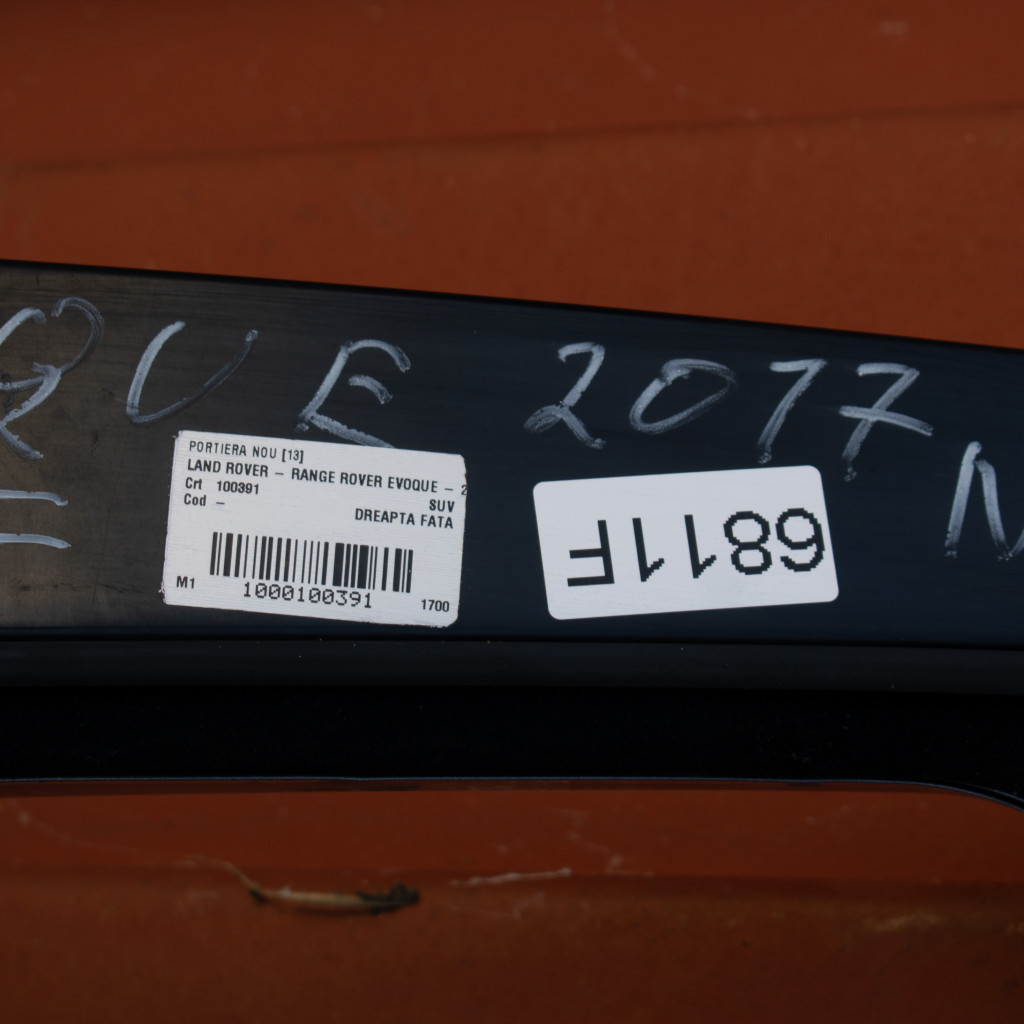 QUE 2017
PORTIERA NOU [13]
LAND ROVER – RANGE ROVER EVOQUE – 2
Crt 100391 SUV
Cod – DREAPTA FATA
M1 1000100391 1700
6811F